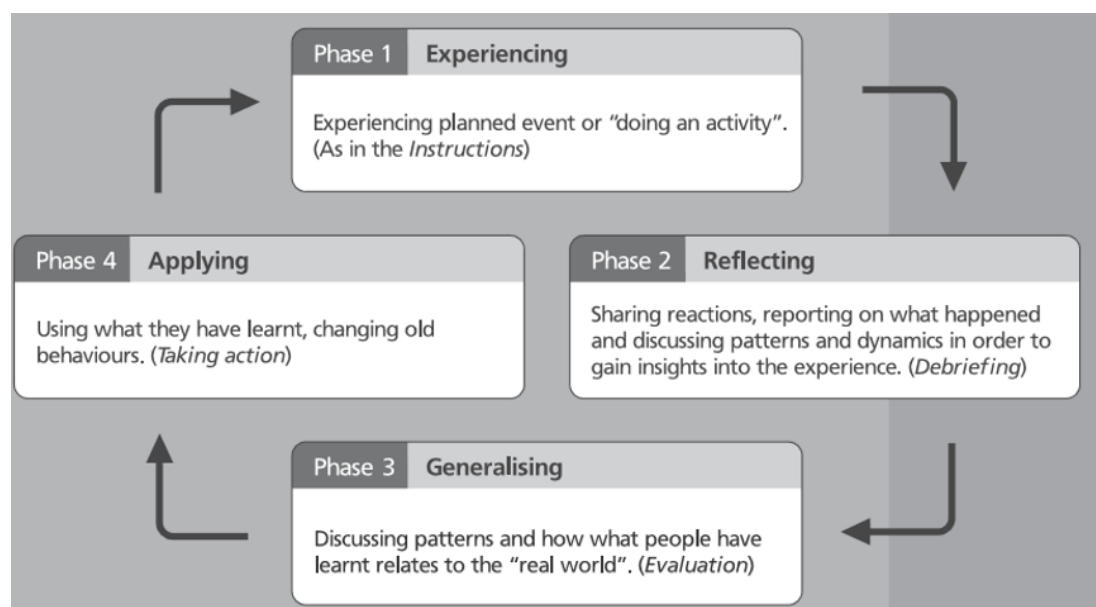 Phase 1 Experiencing
Experiencing planned event or “doing an activity”.
(As in the Instructions)
Phase 4 Applying
Using what they have learnt, changing old
behaviours. (Taking action)
Phase 2 Reflecting
Sharing reactions, reporting on what happened
and discussing patterns and dynamics in order to
gain insights into the experience. (Debriefing)
Phase 3 Generalising
Discussing patterns and how what people have
learnt relates to the “real world”. (Evaluation)